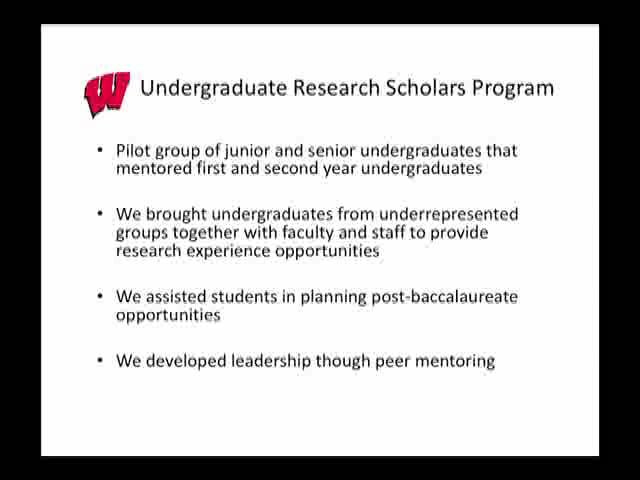 W Undergraduate Research Scholars Program
• Pilot group of junior and senior undergraduates that
mentored first and second year undergraduates
• We brought undergraduates from underrepresented
groups together with faculty and staff to provide
research experience opportunities
• We assisted students in planning post-baccalaureate
opportunities
• We developed leadership though peer mentoring